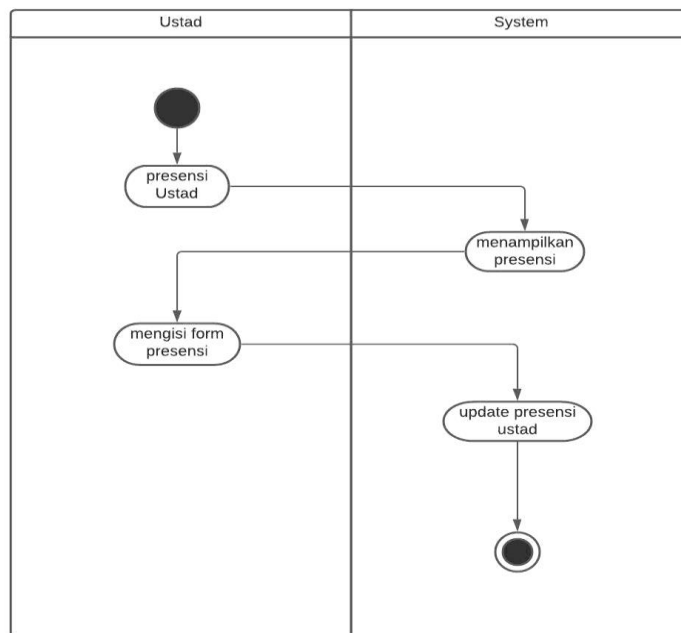 Ustad
System
presensi
Ustad
menampilkan
presensi
mengisi form
presensi
update presensi
ustad